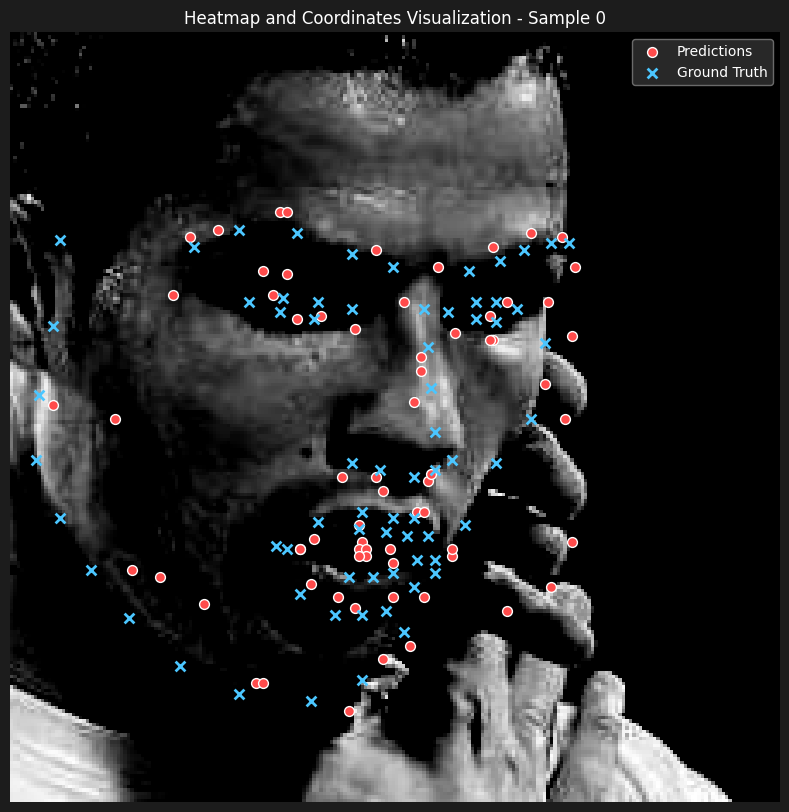 Heatmap and Coordinates Visualization - Sample 0
Predictions
Ground Truth